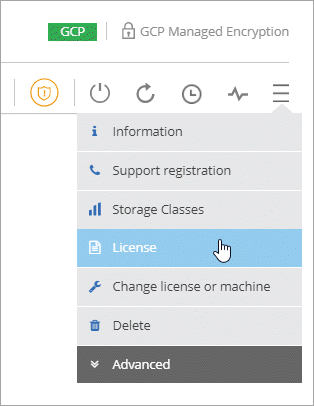 GCP
GCP Managed Encryption
Information
Support registration
Storage Classes
License
Change license or machine
Delete
Advanced